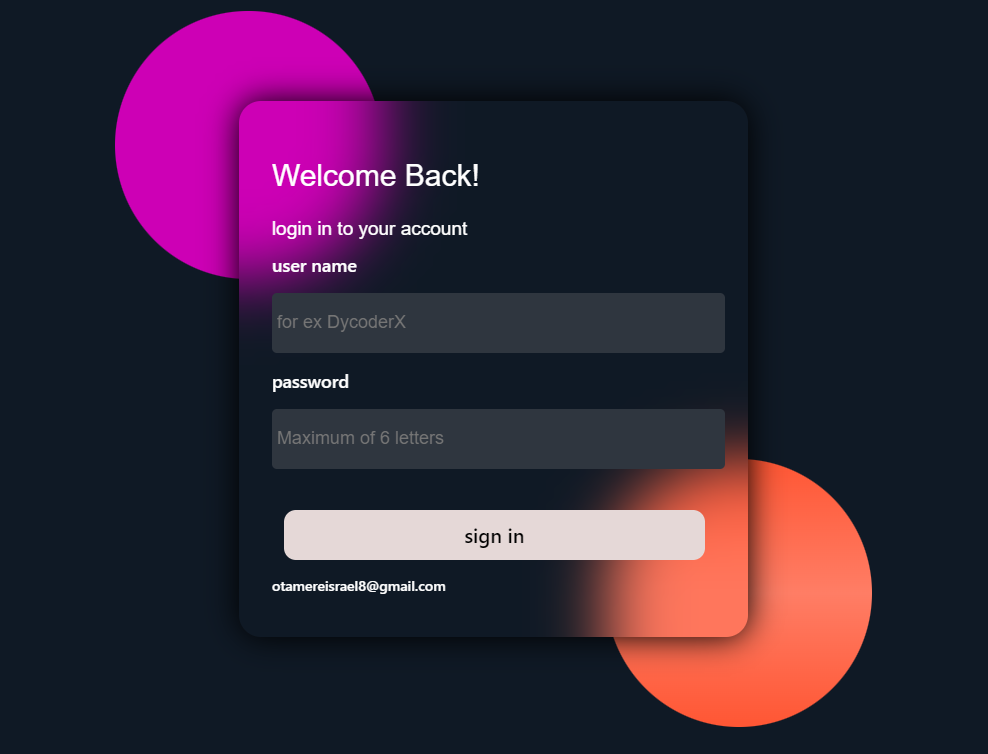 Welcome Back!
login in to your account
user name
for ex DycoderX
password
Maximum of 6 letters
sign in
otamereisrael8@gmail.com